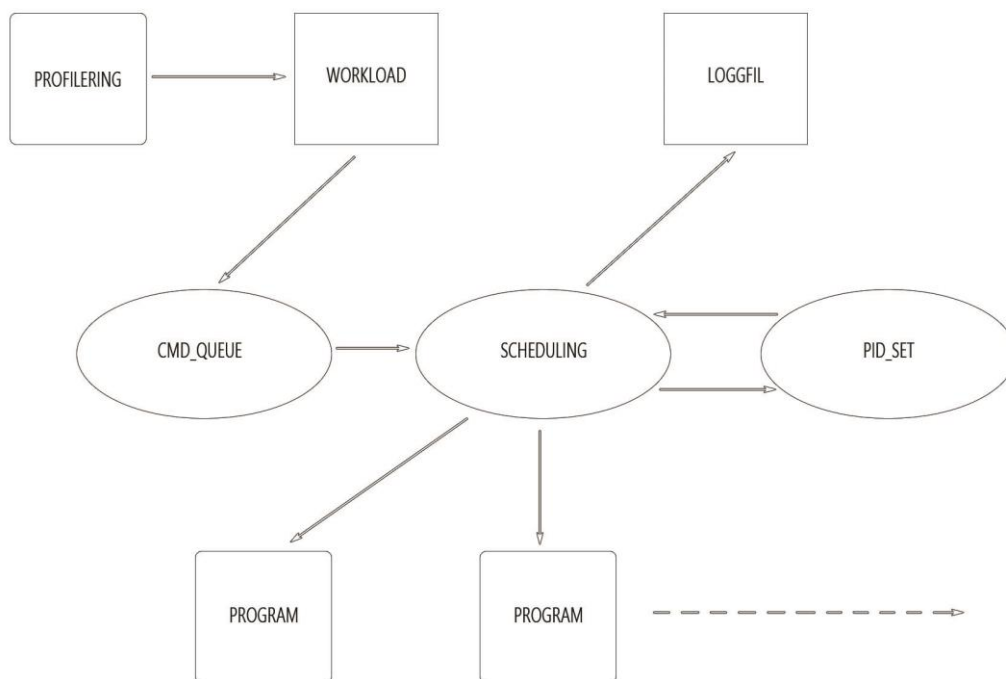 PROFILERING
WORKLOAD
LOGGFIL
CMD_QUEUE
SCHEDULING
PID_SET
PROGRAM
PROGRAM